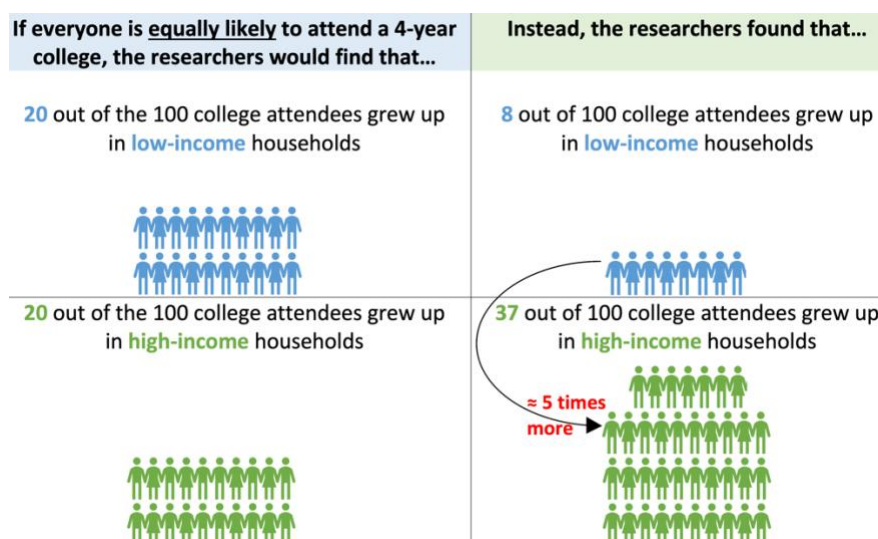 If everyone is equally likely to attend a 4-year
college, the researchers would find that...
Instead, the researchers found that...
20 out of the 100 college attendees grew up
in low-income households
8 out of 100 college attendees grew up
in low-income households
20 out of the 100 college attendees grew up
in high-income households
37 out of 100 college attendees grew up
in high-income households
≈ 5 times
more